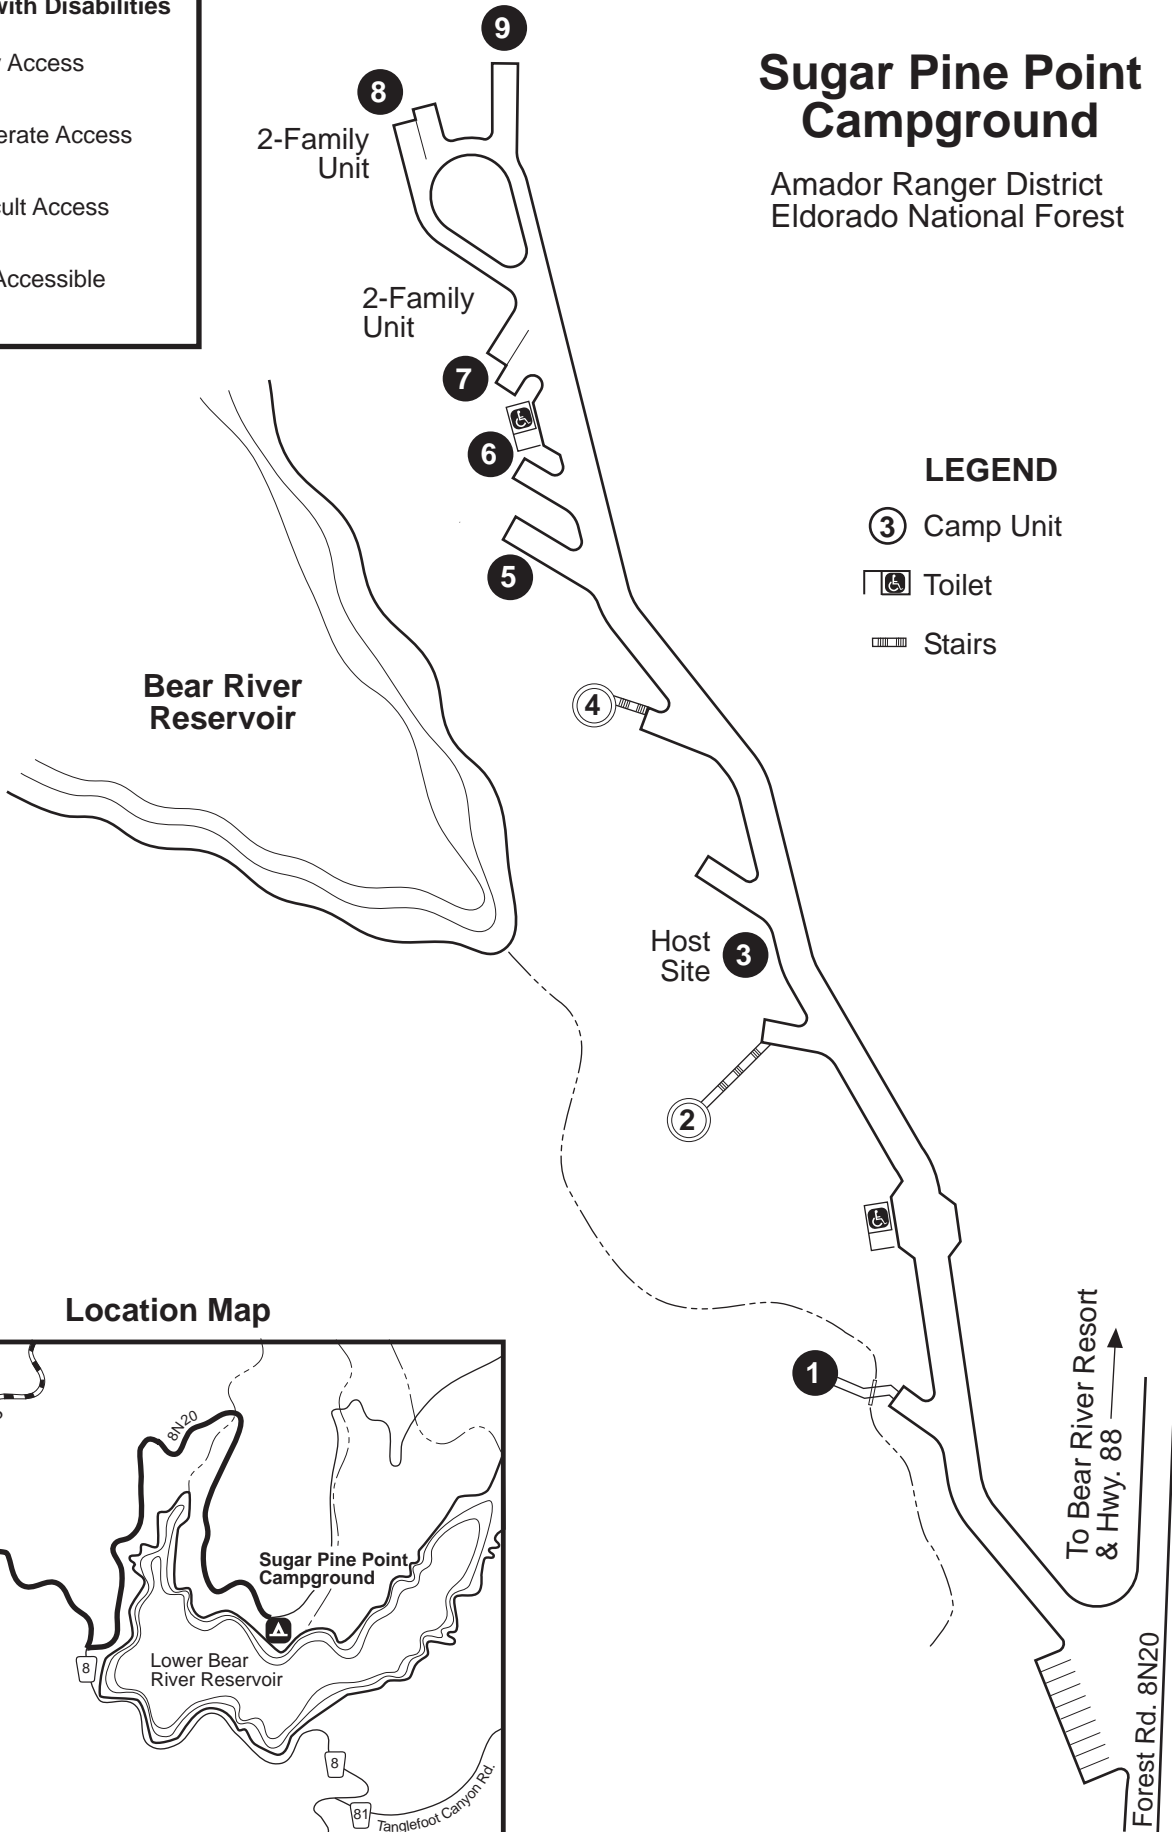 with Disabilities
Access
erate Access
cult Access
Accessible
Sugar Pine Point
Campground
Amador Ranger District
Eldorado National Forest
9
8
2-Family
Unit
2-Family
Unit
7
6
5
LEGEND
3 Camp Unit
Toilet
Stairs
Bear River
Reservoir
4
Host
Site
3
2
1
To Bear River Resort
& Hwy. 88
Forest Rd. 8N20
Location Map
8N20
Sugar Pine Point
Campground
Lower Bear
River Reservoir
8
8
81
Tanglefoot Canyon Rd.